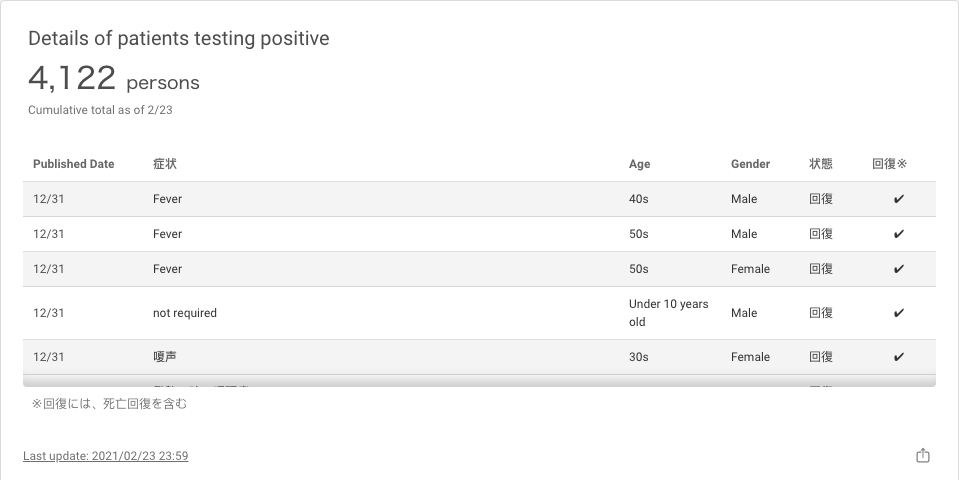 Details of patients testing positive
4,122 persons
Cumulative total as of 2/23
Published Date 症状 Age Gender 状態 回復※
12/31 Fever 40s Male 回復 ✔
12/31 Fever 50s Male 回復 ✔
12/31 Fever 50s Female 回復 ✔
12/31 not required Under 10 years old Male 回復 ✔
12/31 嗄声 30s Female 回復 ✔
※回復には、死亡回復を含む
Last update: 2021/02/23 23:59